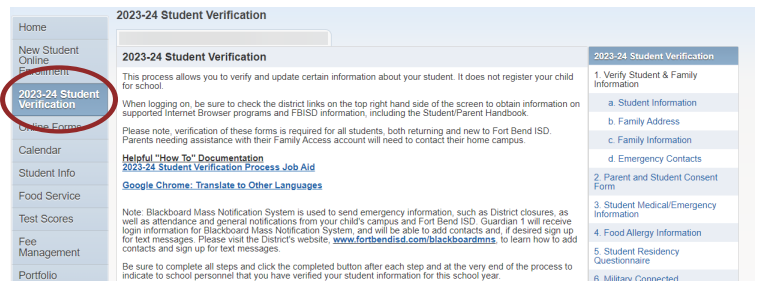 2023-24 Student Verification
Home
New Student
Online
Enrollment
2023-24 Student
Verification
Online Forms
Calendar
Student Info
Food Service
Test Scores
Fee
Management
Portfolio
2023-24 Student Verification
This process allows you to verify and update certain information about your student. It does not register your child
for school.
When logging on, be sure to check the district links on the top right hand side of the screen to obtain information on
supported Internet Browser programs and FBISD information, including the Student/Parent Handbook.
Please note, verification of these forms is required for all students, both returning and new to Fort Bend ISD.
Parents needing assistance with their Family Access account will need to contact their home campus.
Helpful "How To" Documentation
2023-24 Student Verification Process Job Aid
Google Chrome: Translate to Other Languages
Note: Blackboard Mass Notification System is used to send emergency information, such as District closures, as
well as attendance and general notifications from your child's campus and Fort Bend ISD. Guardian 1 will receive
login information for Blackboard Mass Notification System, and will be able to add contacts and, if desired sign up
for text messages. Please visit the District's website, www.fortbendisd.com/blackboardmns, to learn how to add
contacts and sign up for text messages.
Be sure to complete all steps and click the completed button after each step and at the very end of the process to
indicate to school personnel that you have verified your student information for this school year.
2023-24 Student Verification
1. Verify Student & Family
Information
a. Student Information
b. Family Address
c. Family Information
d. Emergency Contacts
2. Parent and Student Consent
Form
3. Student Medical/Emergency
Information
4. Food Allergy Information
5. Student Residency
Questionnaire
6. Military Connected